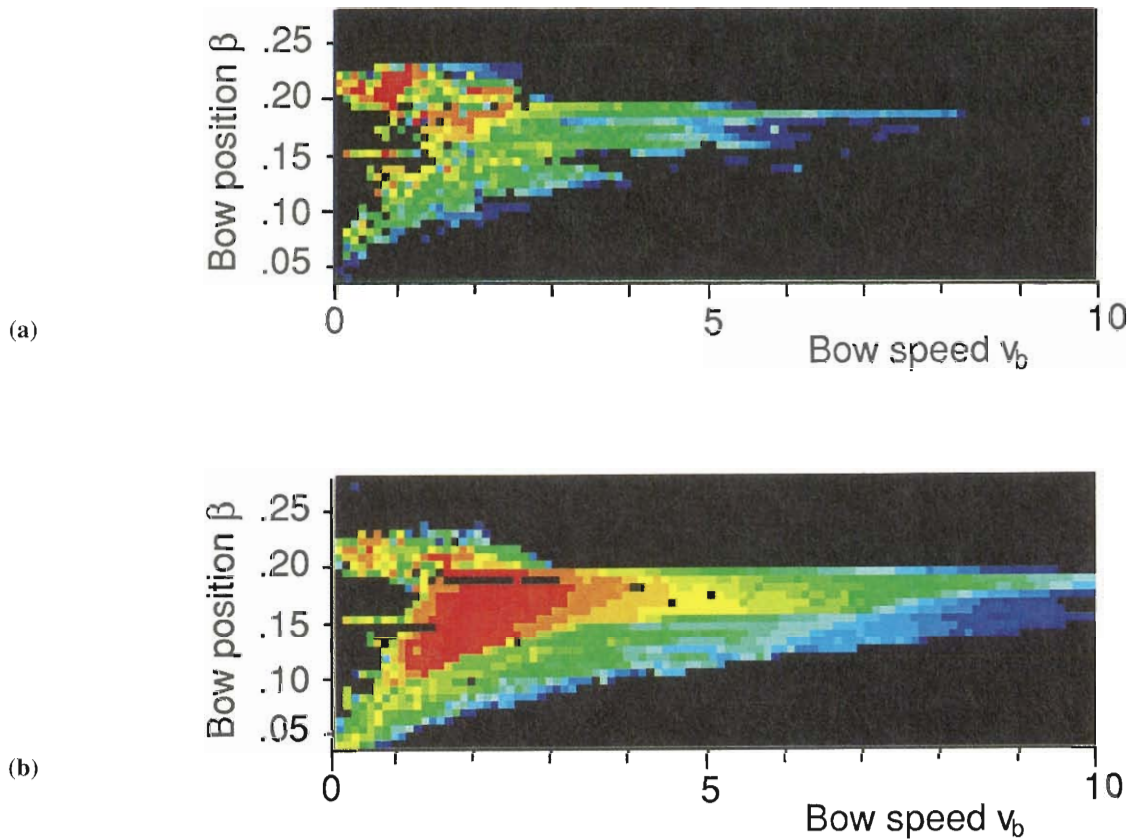 Bow position β
.25
.20
.15
.10
.05
0 5 10
Bow speed v_b
(a)
Bow position β
.25
.20
.15
.10
.05
0 5 10
Bow speed v_b
(b)